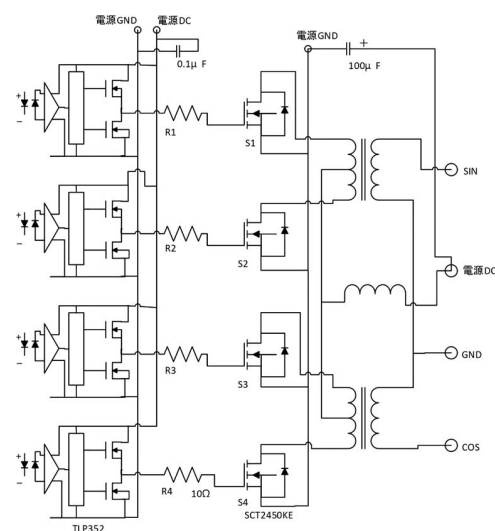 電源GND 電源DC
0.1μ F
電源GND
+
100μ F
+
−
R1
S1
SIN
+
−
R2
S2
電源DC
+
−
R3
S3
GND
+
−
R4
10Ω
S4
COS
SCT2450KE
TLP352